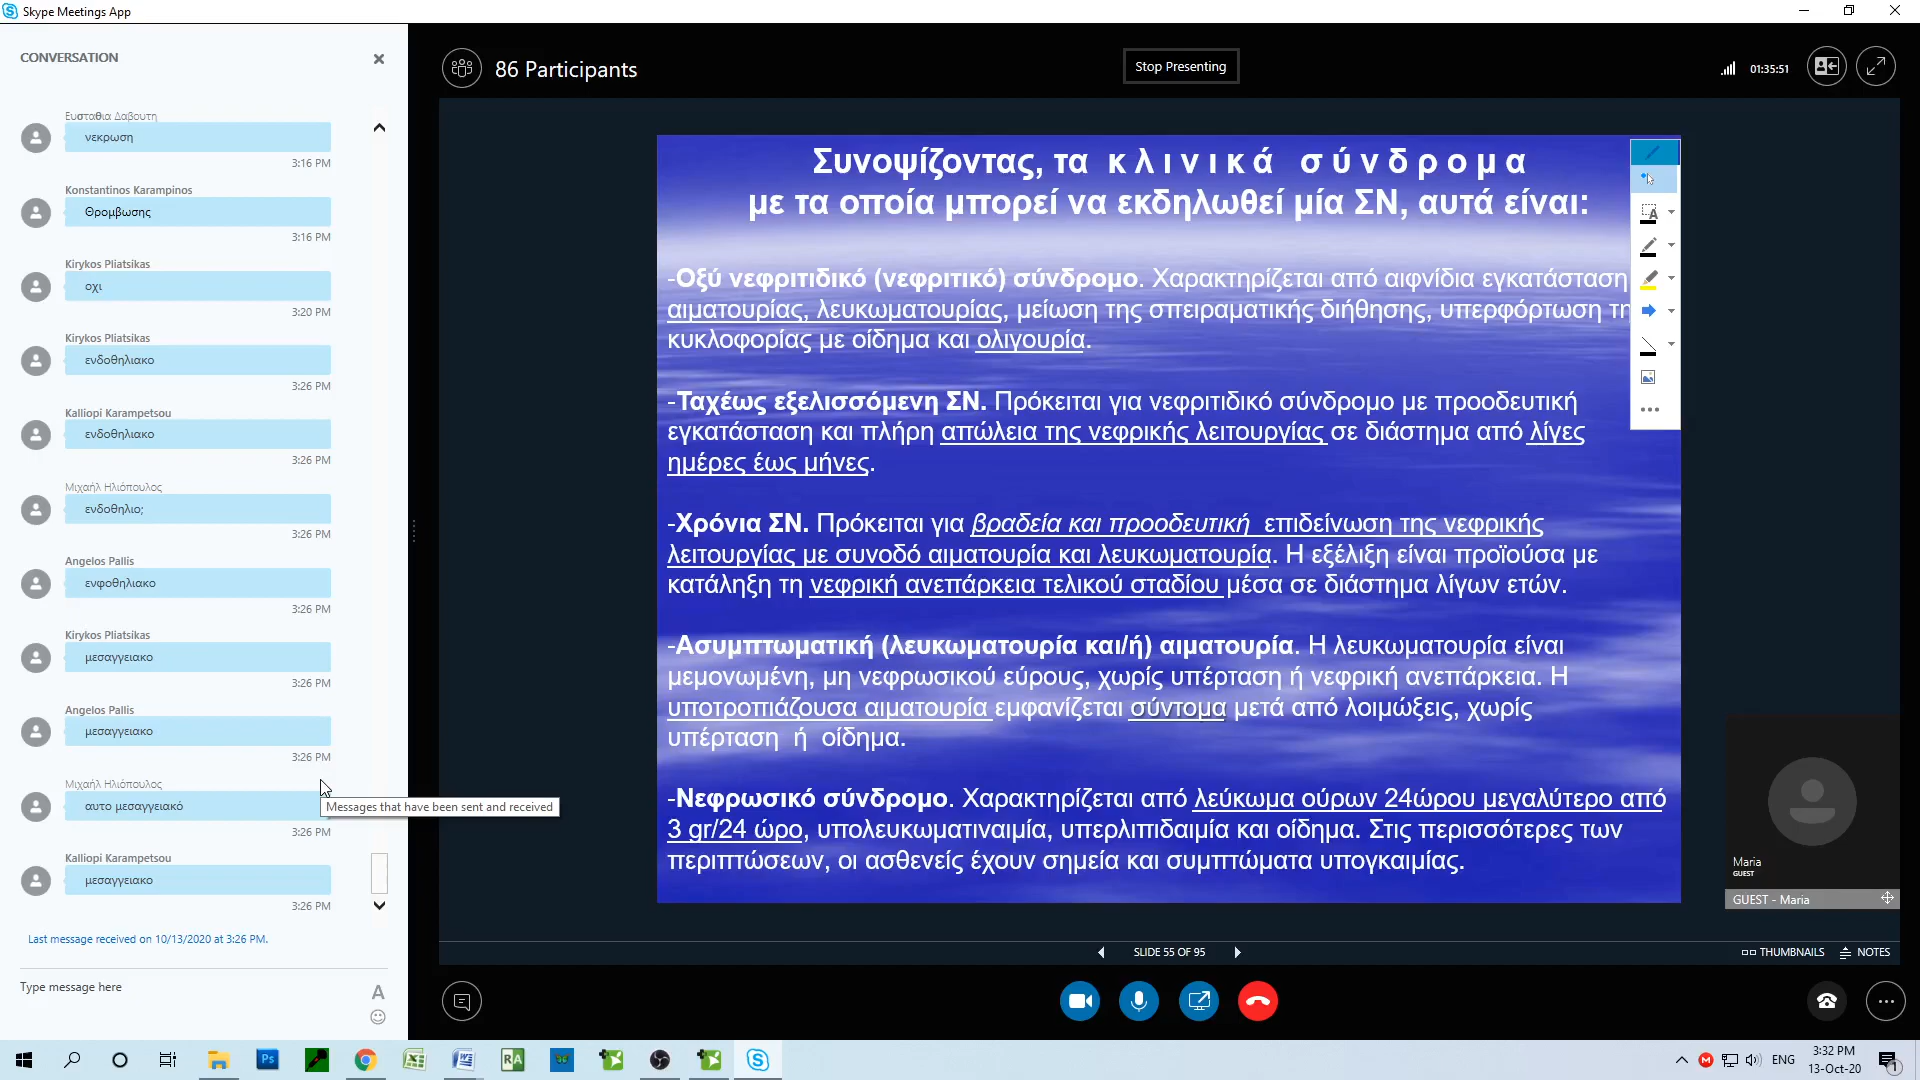 Skype Meetings App
CONVERSATION
Ευσταθια Δαβουτη
νεκρωση
3:16 PM
Konstantinos Karampinos
Θρομβωσης
3:16 PM
Kirykos Pliatsikas
οχι
3:20 PM
Kirykos Pliatsikas
ενδοθηλιακο
3:26 PM
Kalliopi Karampetsou
ενδοθηλιακο
3:26 PM
Μιχαήλ Ηλιόπουλος
ενδοθηλιο;
3:26 PM
Angelos Pallis
ενφοθηλιακο
3:26 PM
Kirykos Pliatsikas
μεσαγγειακο
3:26 PM
Angelos Pallis
μεσαγγειακο
3:26 PM
Μιχαήλ Ηλιόπουλος
αυτο μεσαγγειακό
3:26 PM
Messages that have been sent and received
Kalliopi Karampetsou
μεσαγγειακο
3:26 PM
Last message received on 10/13/2020 at 3:26 PM.
Type message here
A
86 Participants
Stop Presenting
01:35:51
Συνοψίζοντας, τα κ λ ι ν ι κ ά σ ύ ν δ ρ ο μ α
με τα οποία μπορεί να εκδηλωθεί μία ΣΝ, αυτά είναι:
-Οξύ νεφριτιδικό (νεφριτικό) σύνδρομο. Χαρακτηρίζεται από αιφνίδια εγκατάσταση
αιματουρίας, λευκωματουρίας, μείωση της σπειραματικής διήθησης, υπερφόρτωση τη
κυκλοφορίας με οίδημα και ολιγουρία.
-Ταχέως εξελισσόμενη ΣΝ. Πρόκειται για νεφριτιδικό σύνδρομο με προοδευτική
εγκατάσταση και πλήρη απώλεια της νεφρικής λειτουργίας σε διάστημα από λίγες
ημέρες έως μήνες.
-Χρόνια ΣΝ. Πρόκειται για βραδεία και προοδευτική επιδείνωση της νεφρικής
λειτουργίας με συνοδό αιματουρία και λευκωματουρία. Η εξέλιξη είναι προϊούσα με
κατάληξη τη νεφρική ανεπάρκεια τελικού σταδίου μέσα σε διάστημα λίγων ετών.
-Ασυμπτωματική (λευκωματουρία και/ή) αιματουρία. Η λευκωματουρία είναι
μεμονωμένη, μη νεφρωσικού εύρους, χωρίς υπέρταση ή νεφρική ανεπάρκεια. Η
υποτροπιάζουσα αιματουρία εμφανίζεται σύντομα μετά από λοιμώξεις, χωρίς
υπέρταση ή οίδημα.
-Νεφρωσικό σύνδρομο. Χαρακτηρίζεται από λεύκωμα ούρων 24ώρου μεγαλύτερο από
3 gr/24 ώρο, υπολευκωματιναιμία, υπερλιπιδαιμία και οίδημα. Στις περισσότερες των
περιπτώσεων, οι ασθενείς έχουν σημεία και συμπτώματα υπογκαιμίας.
Maria
GUEST
GUEST - Maria
SLIDE 55 OF 95
THUMBNAILS
NOTES
Ps
RA
ENG
3:32 PM
13-Oct-20
1